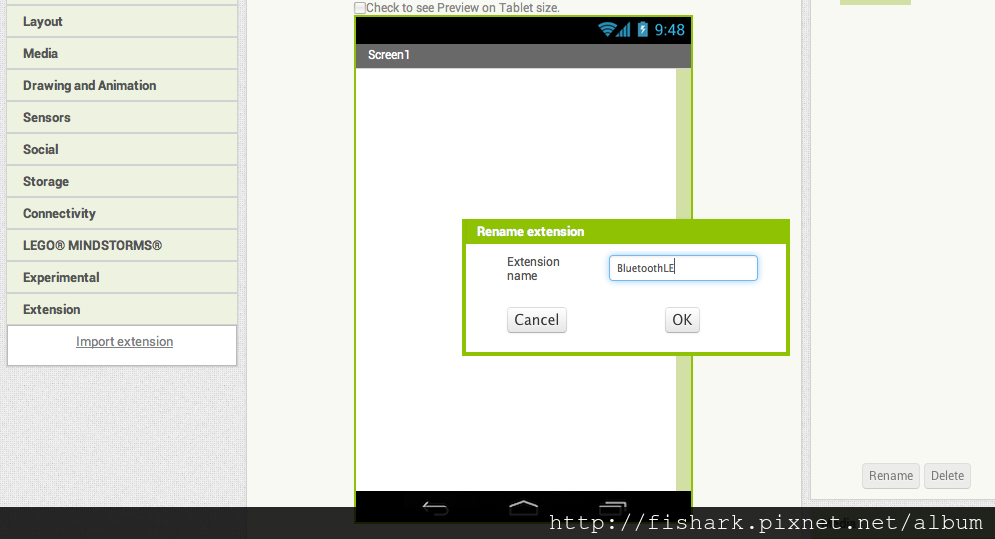 Layout
Media
Drawing and Animation
Sensors
Social
Storage
Connectivity
LEGO® MINDSTORMS®
Experimental
Extension
Import extension
Check to see Preview on Tablet size.
9:48
Screen1
Rename extension
Extension
name
BluetoothLE
Cancel
OK
Rename
Delete
http://fishark.pixnet.net/album